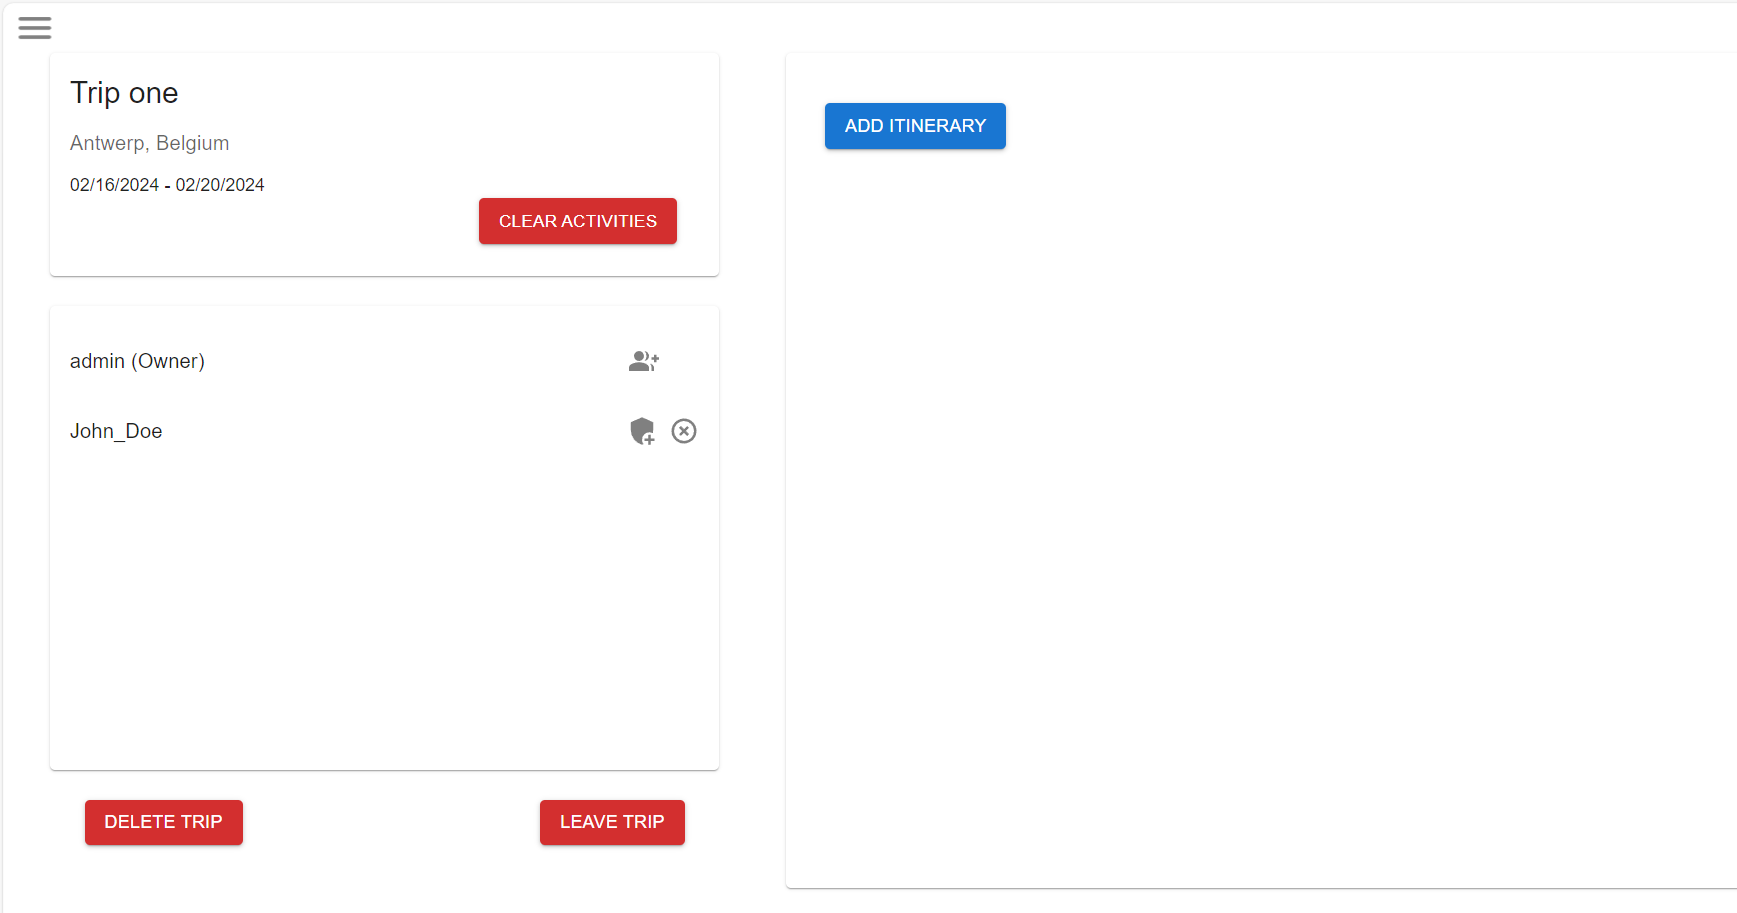 Trip one
Antwerp, Belgium
02/16/2024 - 02/20/2024
CLEAR ACTIVITIES
admin (Owner)
John_Doe
DELETE TRIP
LEAVE TRIP
ADD ITINERARY